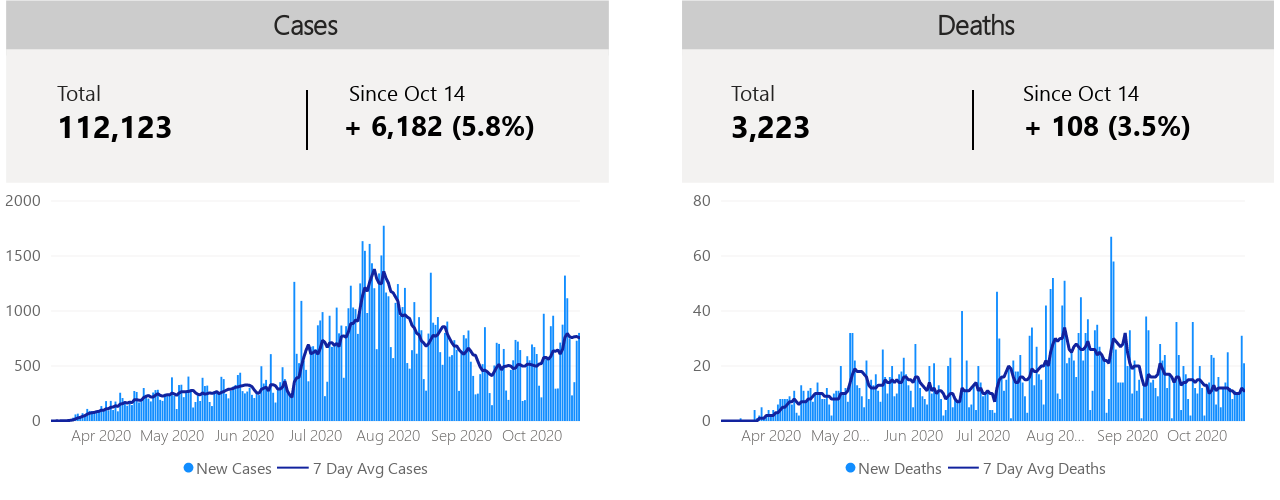 Cases
Total
Since Oct 14
112,123
+ 6,182 (5.8%)
2000
1500
1000
500
0
Apr 2020 May 2020 Jun 2020 Jul 2020 Aug 2020 Sep 2020 Oct 2020
New Cases 7 Day Avg Cases
Deaths
Total
Since Oct 14
3,223
+ 108 (3.5%)
80
60
40
20
0
Apr 2020 May 20... Jun 2020 Jul 2020 Aug 20... Sep 2020 Oct 2020
New Deaths 7 Day Avg Deaths